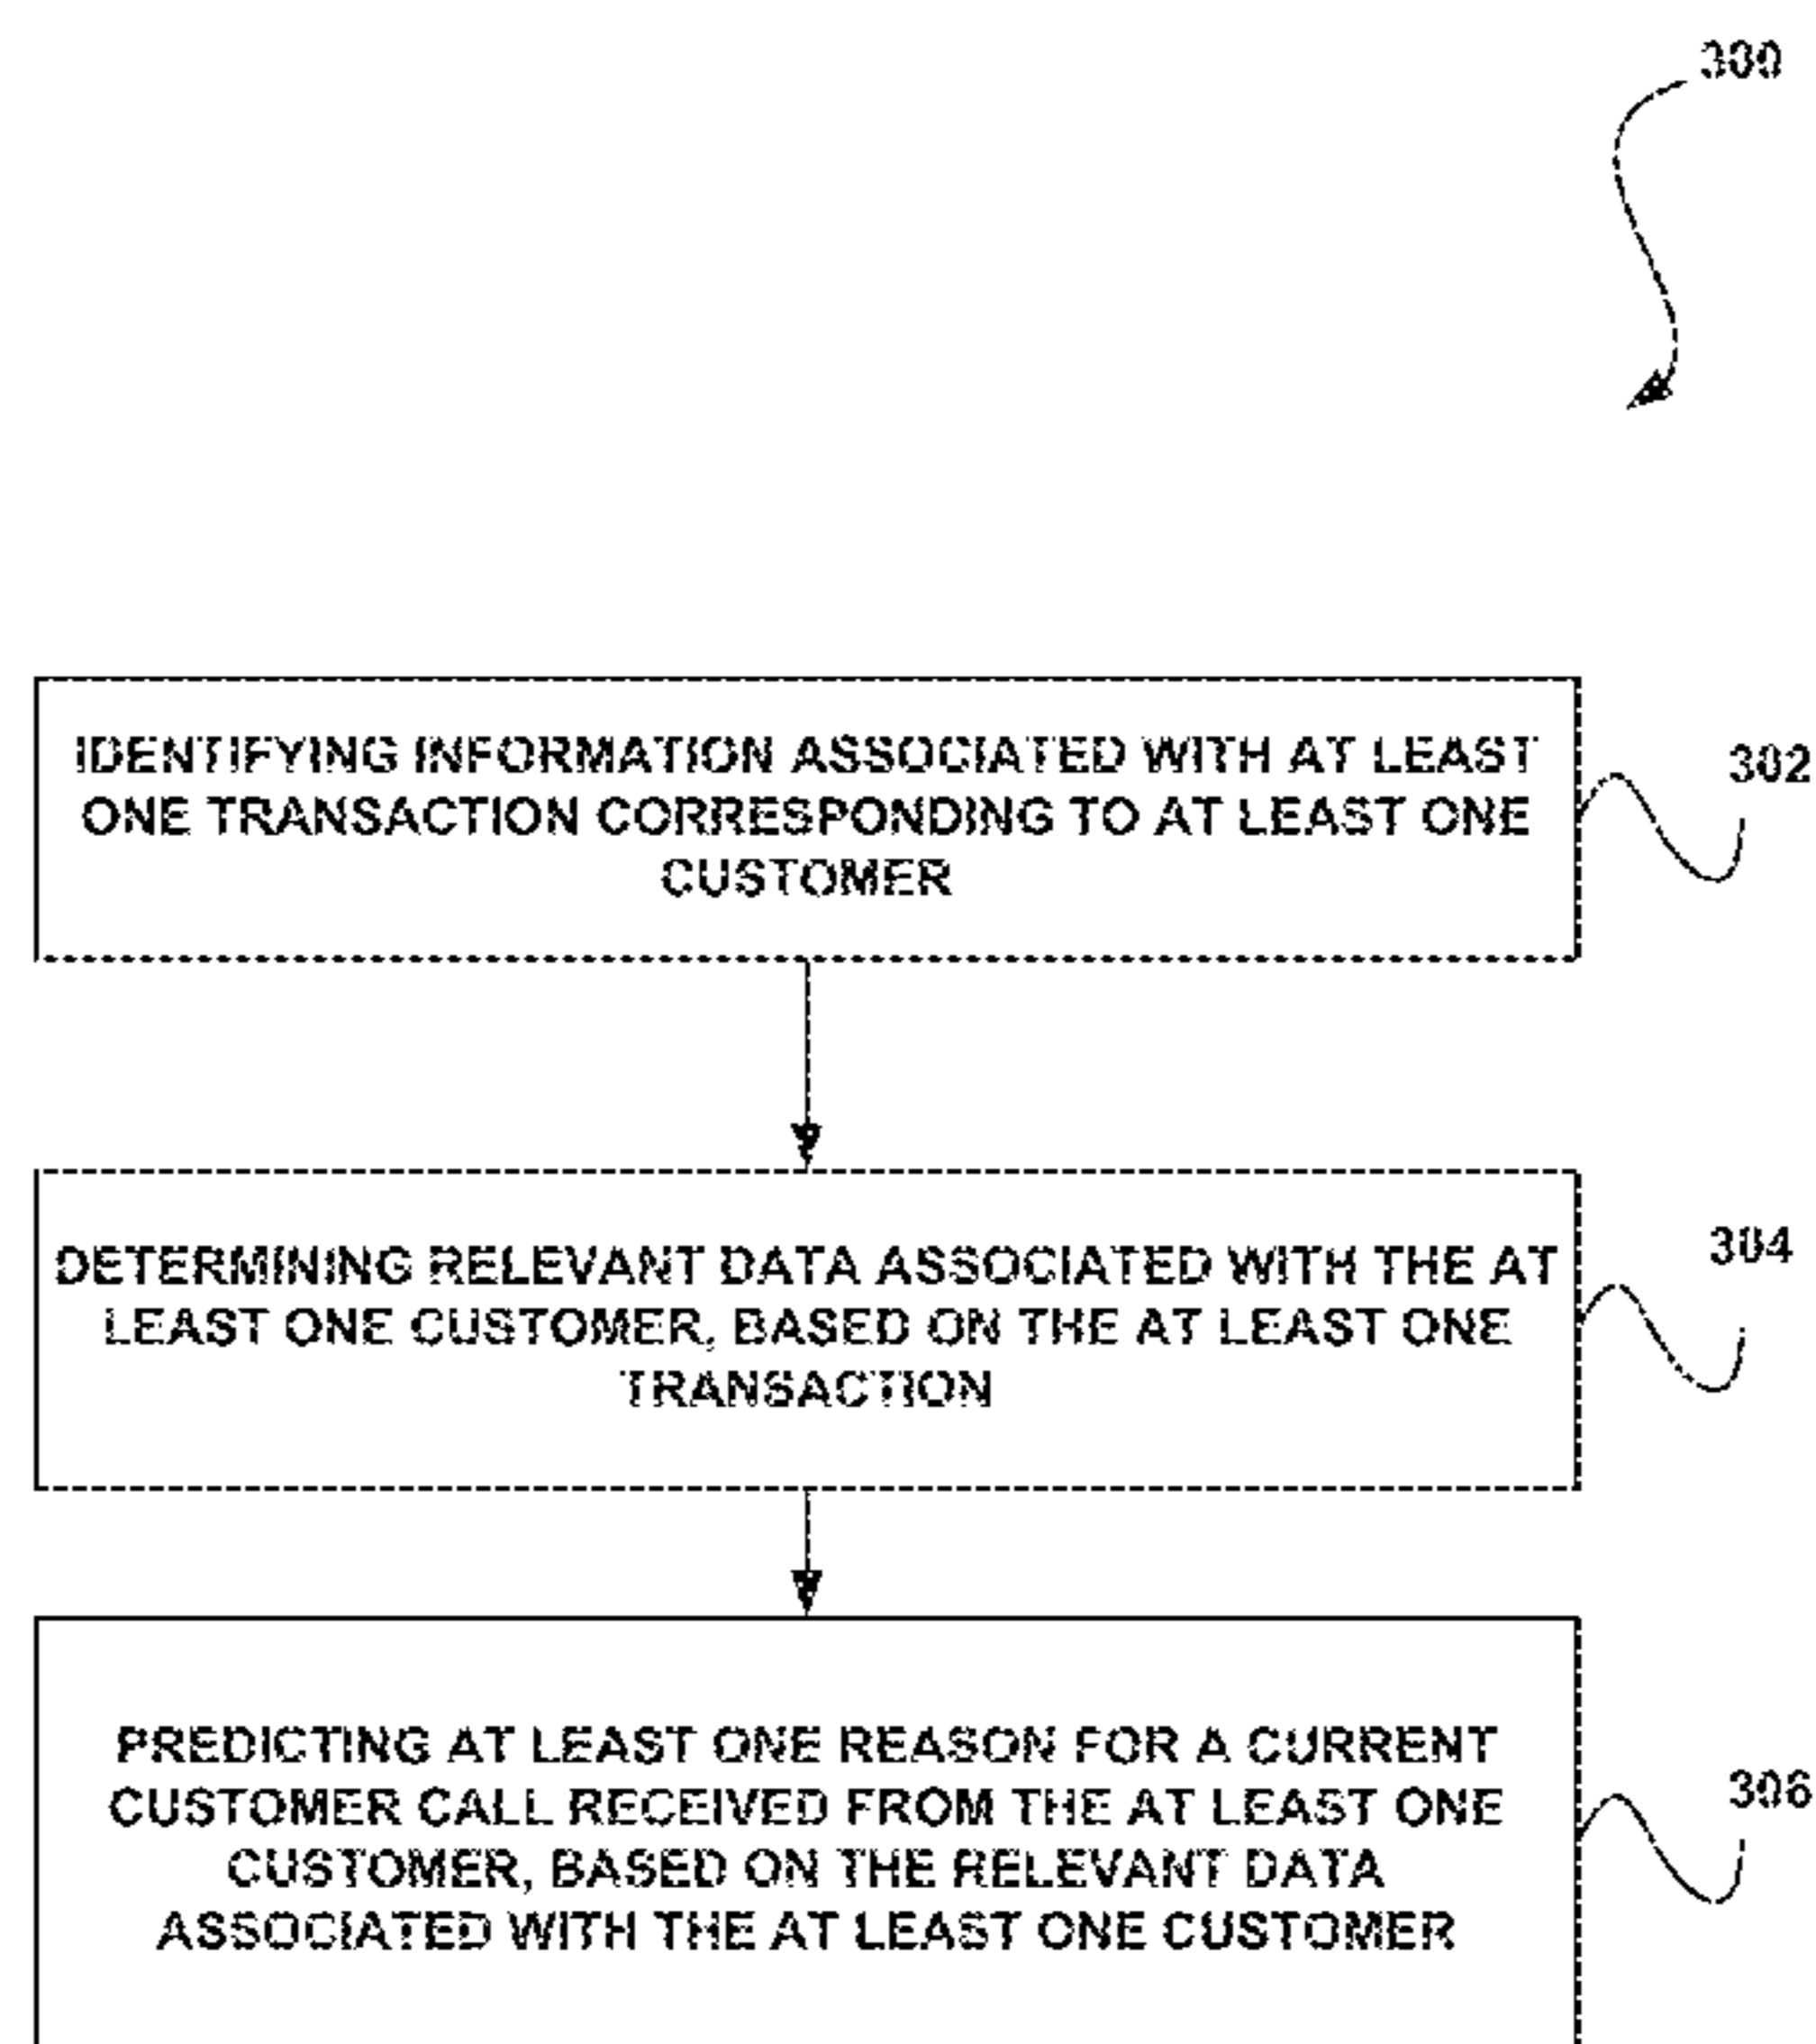 300
IDENTIFYING INFORMATION ASSOCIATED WITH AT LEAST
ONE TRANSACTION CORRESPONDING TO AT LEAST ONE
CUSTOMER
302
DETERMINING RELEVANT DATA ASSOCIATED WITH THE AT
LEAST ONE CUSTOMER, BASED ON THE AT LEAST ONE
TRANSACTION
304
PREDICTING AT LEAST ONE REASON FOR A CURRENT
CUSTOMER CALL RECEIVED FROM THE AT LEAST ONE
CUSTOMER, BASED ON THE RELEVANT DATA
ASSOCIATED WITH THE AT LEAST ONE CUSTOMER
306